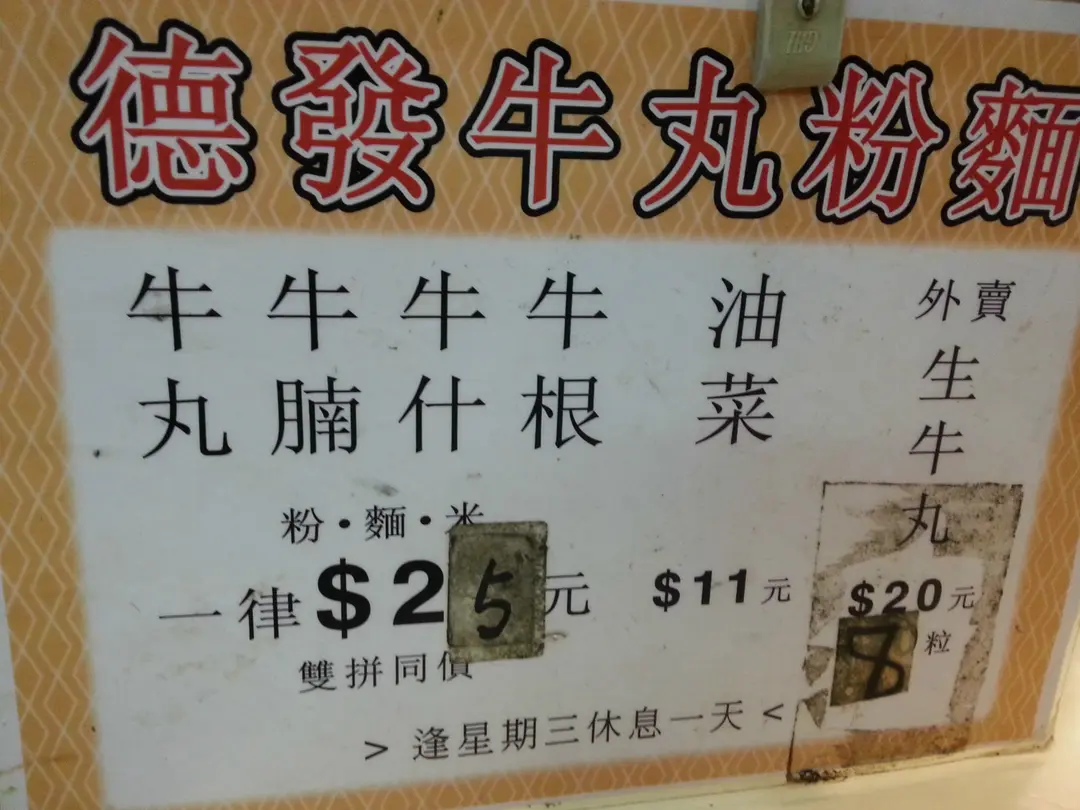 德發牛丸粉麵
牛丸
牛腩
牛什
牛根
油菜
外賣
生牛丸
粉·麵·米
一律$25元
雙拼同價
$11元
$20元
8粒
> 逢星期三休息一天 <